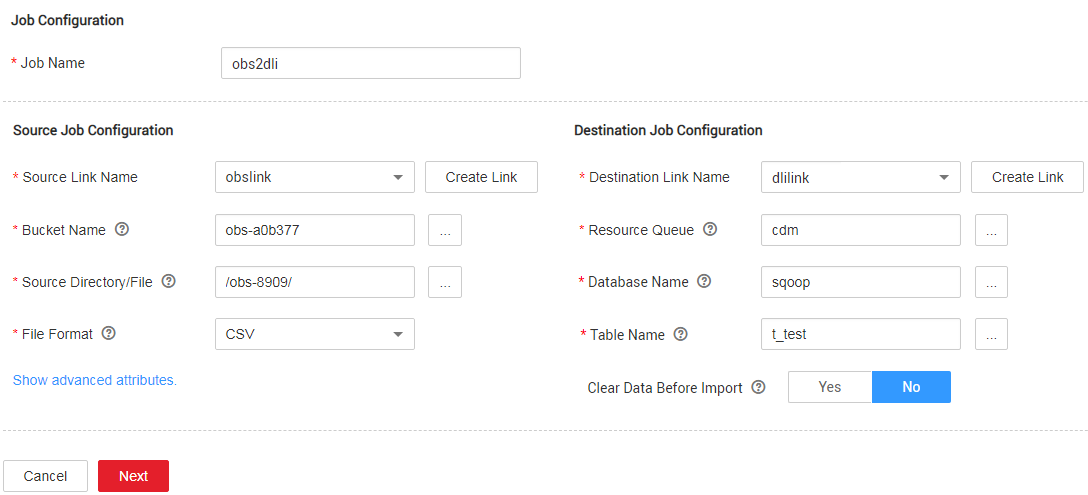 Job Configuration
* Job Name obs2dli
Source Job Configuration
* Source Link Name obslink Create Link
* Bucket Name obs-a0b377 ...
* Source Directory/File /obs-8909/ ...
* File Format CSV
Show advanced attributes.
Destination Job Configuration
* Destination Link Name dlilink Create Link
* Resource Queue cdm ...
* Database Name sqoop ...
* Table Name t_test ...
Clear Data Before Import Yes No
Cancel Next